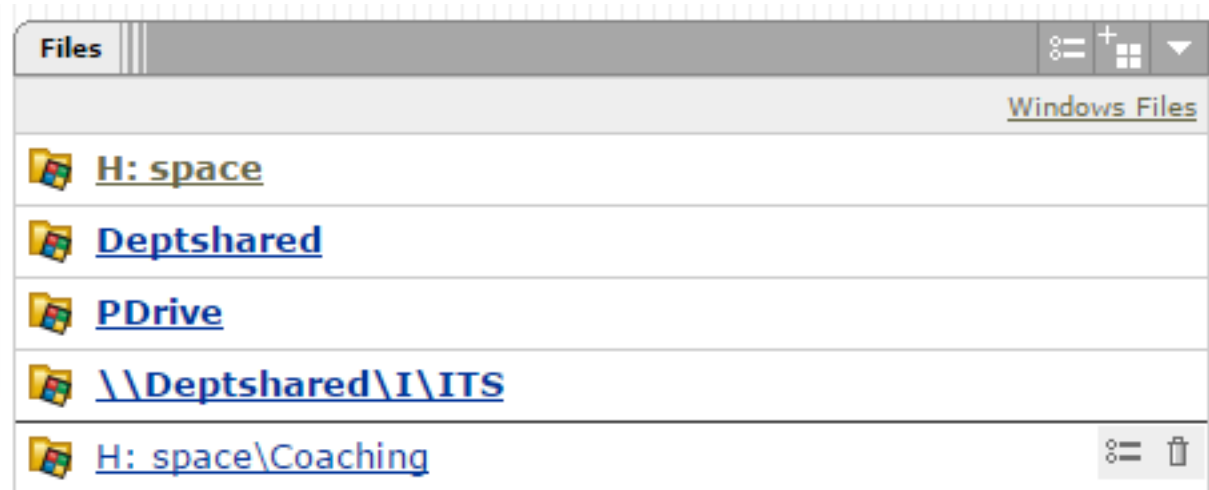 Files
Windows Files
H: space
Deptshared
PDrive
\\Deptshared\I\ITS
H: space\Coaching